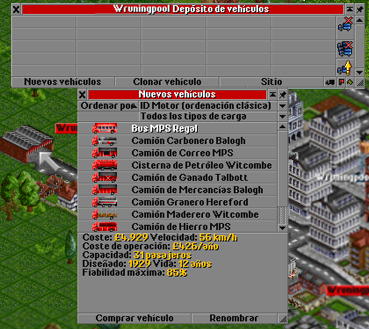 Wruningpool Depósito de vehículos
Nuevos vehículos Clonar vehículo Sitio
Nuevos vehículos
Ordenar por ID Motor (ordenación clásica)
Todos los tipos de carga
Bus MPS Regal
Camión Carbonero Balogh
Camión de Correo MPS
Cisterna de Petróleo Witcombe
Camión de Ganado Talbott
Camión de Mercancías Balogh
Camión Granero Hereford
Camión Maderero Witcombe
Camión de Hierro MPS
Coste: £4.929 Velocidad: 56 km/h
Coste de operación: £426/año
Capacidad: 31 pasajeros
Diseñado: 1929 Vida: 12 años
Fiabilidad máxima: 85%
Comprar vehículo Renombrar